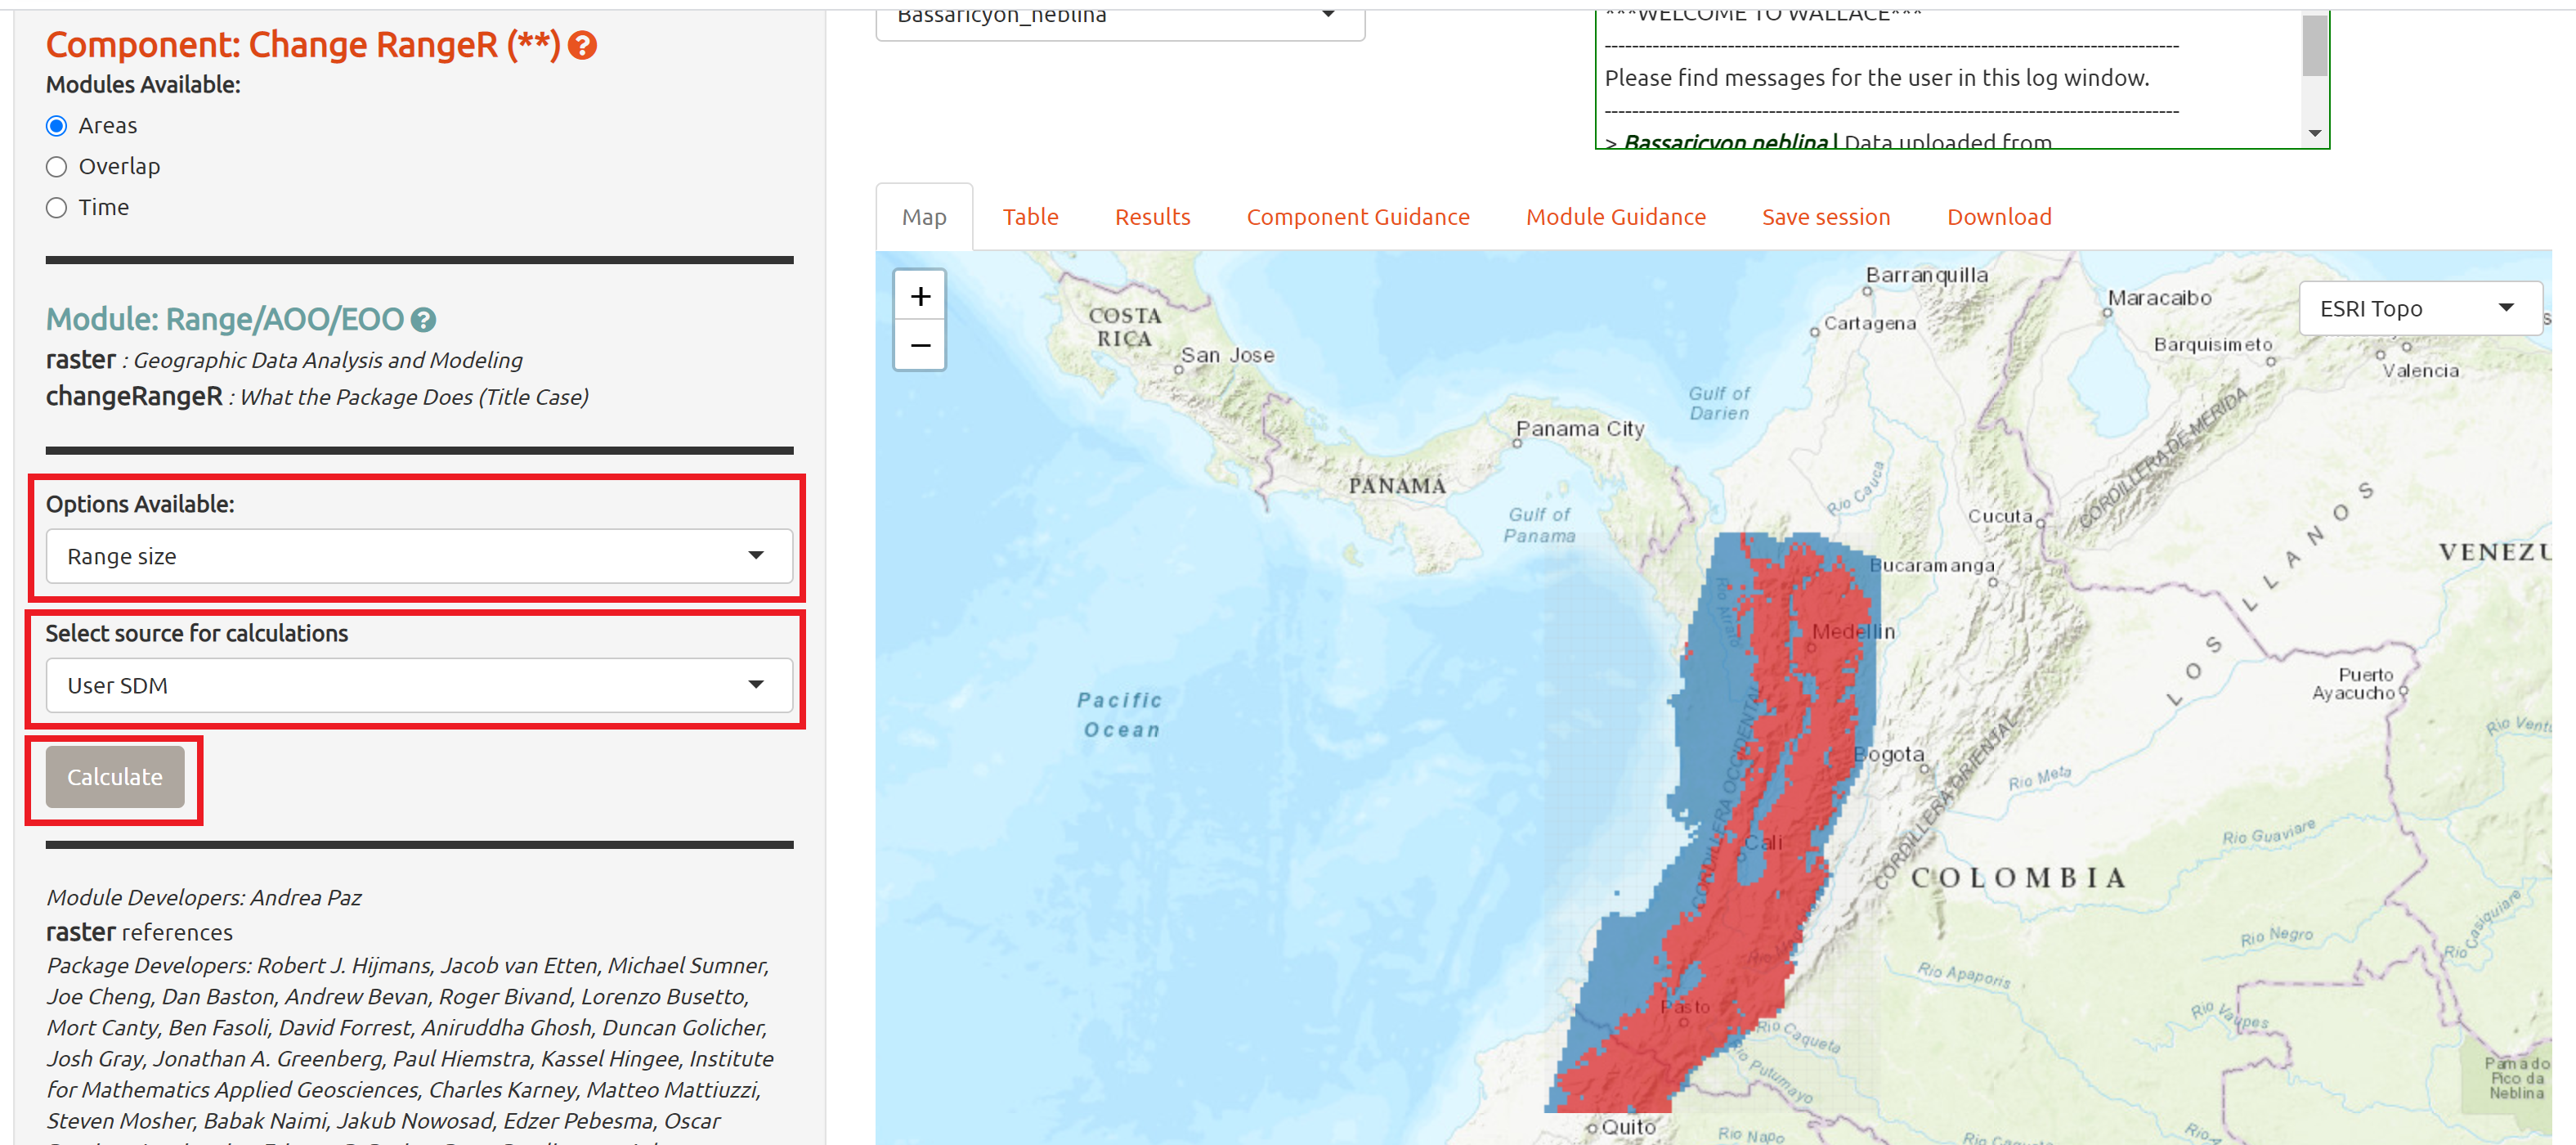 Component: Change RangeR (**)
Modules Available:
Areas
Overlap
Time
Module: Range/AOO/EOO
raster : Geographic Data Analysis and Modeling
changeRangeR : What the Package Does (Title Case)
Options Available:
Range size
Select source for calculations
User SDM
Calculate
Module Developers: Andrea Paz
raster references
Package Developers: Robert J. Hijmans, Jacob van Etten, Michael Sumner,
Joe Cheng, Dan Baston, Andrew Bevan, Roger Bivand, Lorenzo Busetto,
Mort Canty, Ben Fasoli, David Forrest, Aniruddha Ghosh, Duncan Golicher,
Josh Gray, Jonathan A. Greenberg, Paul Hiemstra, Kassel Hingee, Institute
for Mathematics Applied Geosciences, Charles Karney, Matteo Mattiuzzi,
Steven Mosher, Babak Naimi, Jakub Nowosad, Edzer Pebesma, Oscar
Bassaricyon_neblina
***WELCOME TO WALLACE***
Please find messages for the user in this log window.
> Bassaricyon neblina | Data uploaded from
Map
Table
Results
Component Guidance
Module Guidance
Save session
Download
+
−
ESRI Topo
Barranquilla
Maracaibo
COSTA
RICA
Cartagena
San Jose
Barquisimeto
Valencia
Gulf of
Darien
Panama City
CORDILLERA DE MERIDA
PANAMA
Rio Cauca
Gulf of
Panama
Cucuta
LOS LLANOS
VENEZU
Bucaramanga
Rio Atrato
Medellin
Puerto
Ayacucho
Pacific
Ocean
CORDILLERA OCCIDENTAL
Bogota
CORDILLERA ORIENTAL
Rio Meta
Rio Vent
Cali
Rio Guaviare
COLOMBIA
Rio Casiquiare
Rio Negro
Rio Apaporis
Pasto
Rio Caqueta
Rio Vaupes
Rio Putumayo
Pamado
Pico da
Neblina
Quito
Rio Napo